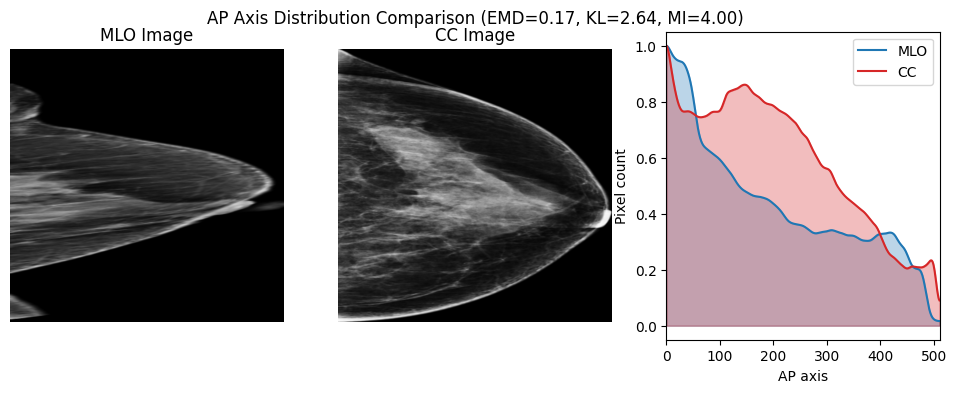 AP Axis Distribution Comparison (EMD=0.17, KL=2.64, MI=4.00)
MLO Image
CC Image
MLO
CC
Pixel count
1.0
0.8
0.6
0.4
0.2
0.0
0 100 200 300 400 500
AP axis